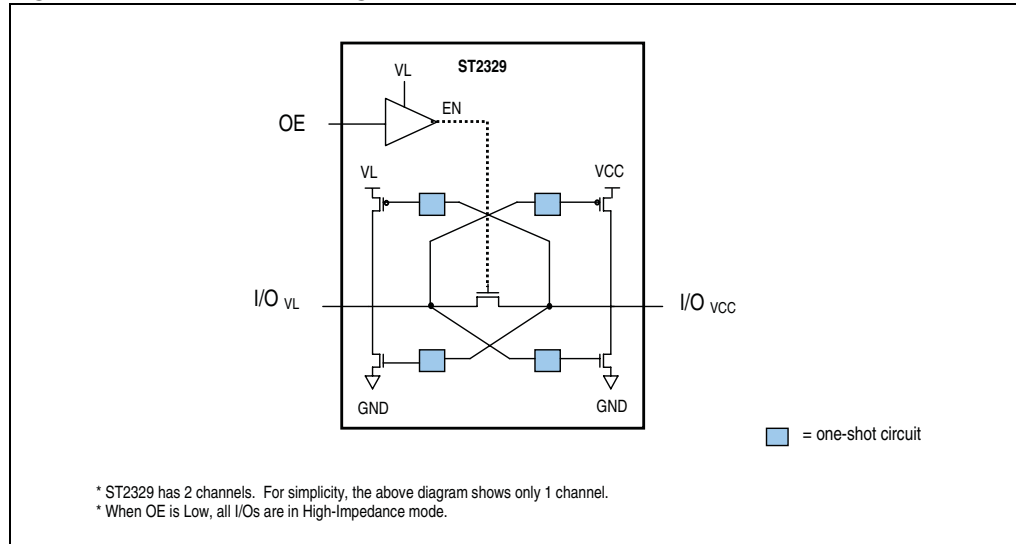 ST2329
VL
EN
OE
VL
VCC
I/O VL
I/O VCC
GND
GND
= one-shot circuit
* ST2329 has 2 channels. For simplicity, the above diagram shows only 1 channel.
* When OE is Low, all I/Os are in High-Impedance mode.